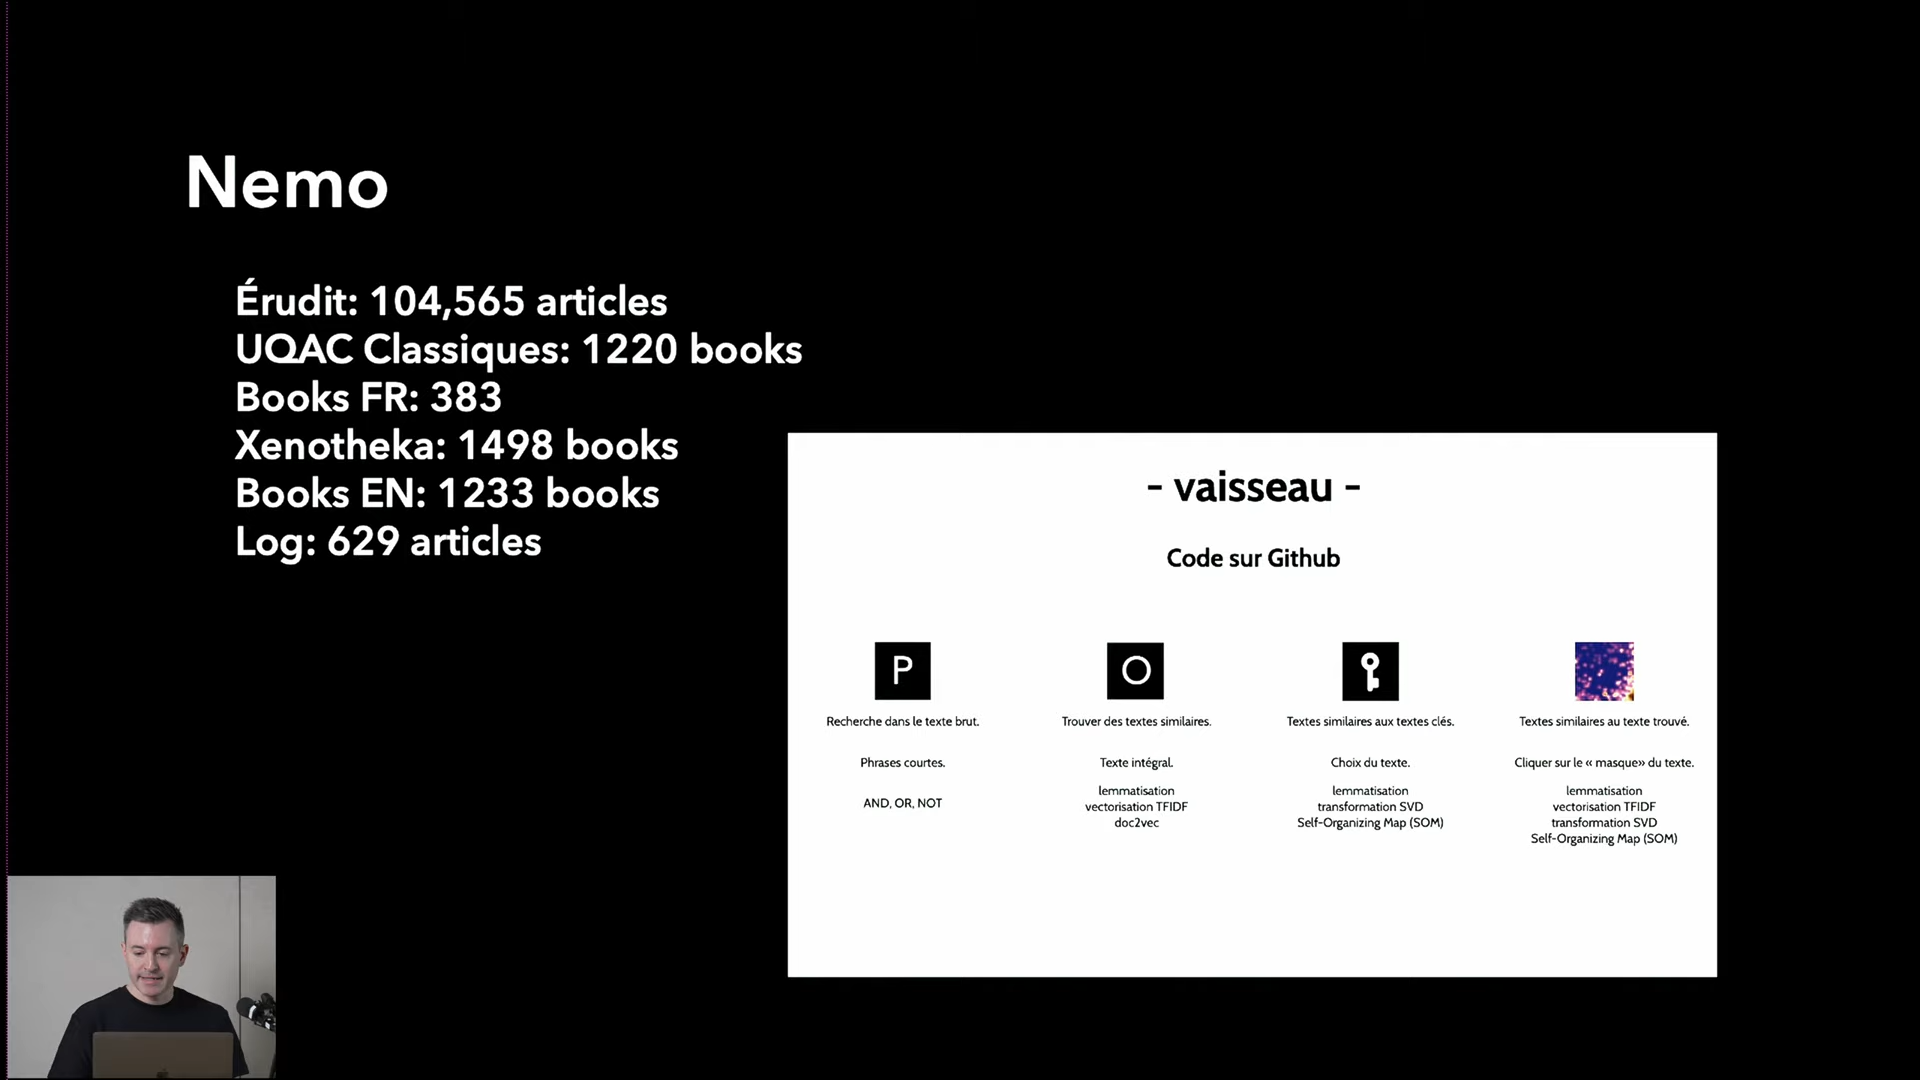 Nemo
Érudit: 104,565 articles
UQAC Classiques: 1220 books
Books FR: 383
Xenotheka: 1498 books
Books EN: 1233 books
Log: 629 articles
- vaisseau -
Code sur Github
P
Recherche dans le texte brut.
Phrases courtes.
AND, OR, NOT
O
Trouver des textes similaires.
Texte intégral.
lemmatisation
vectorisation TFIDF
doc2vec
Textes similaires aux textes clés.
Choix du texte.
lemmatisation
transformation SVD
Self-Organizing Map (SOM)
Textes similaires au texte trouvé.
Cliquer sur le « masque» du texte.
lemmatisation
vectorisation TFIDF
transformation SVD
Self-Organizing Map (SOM)